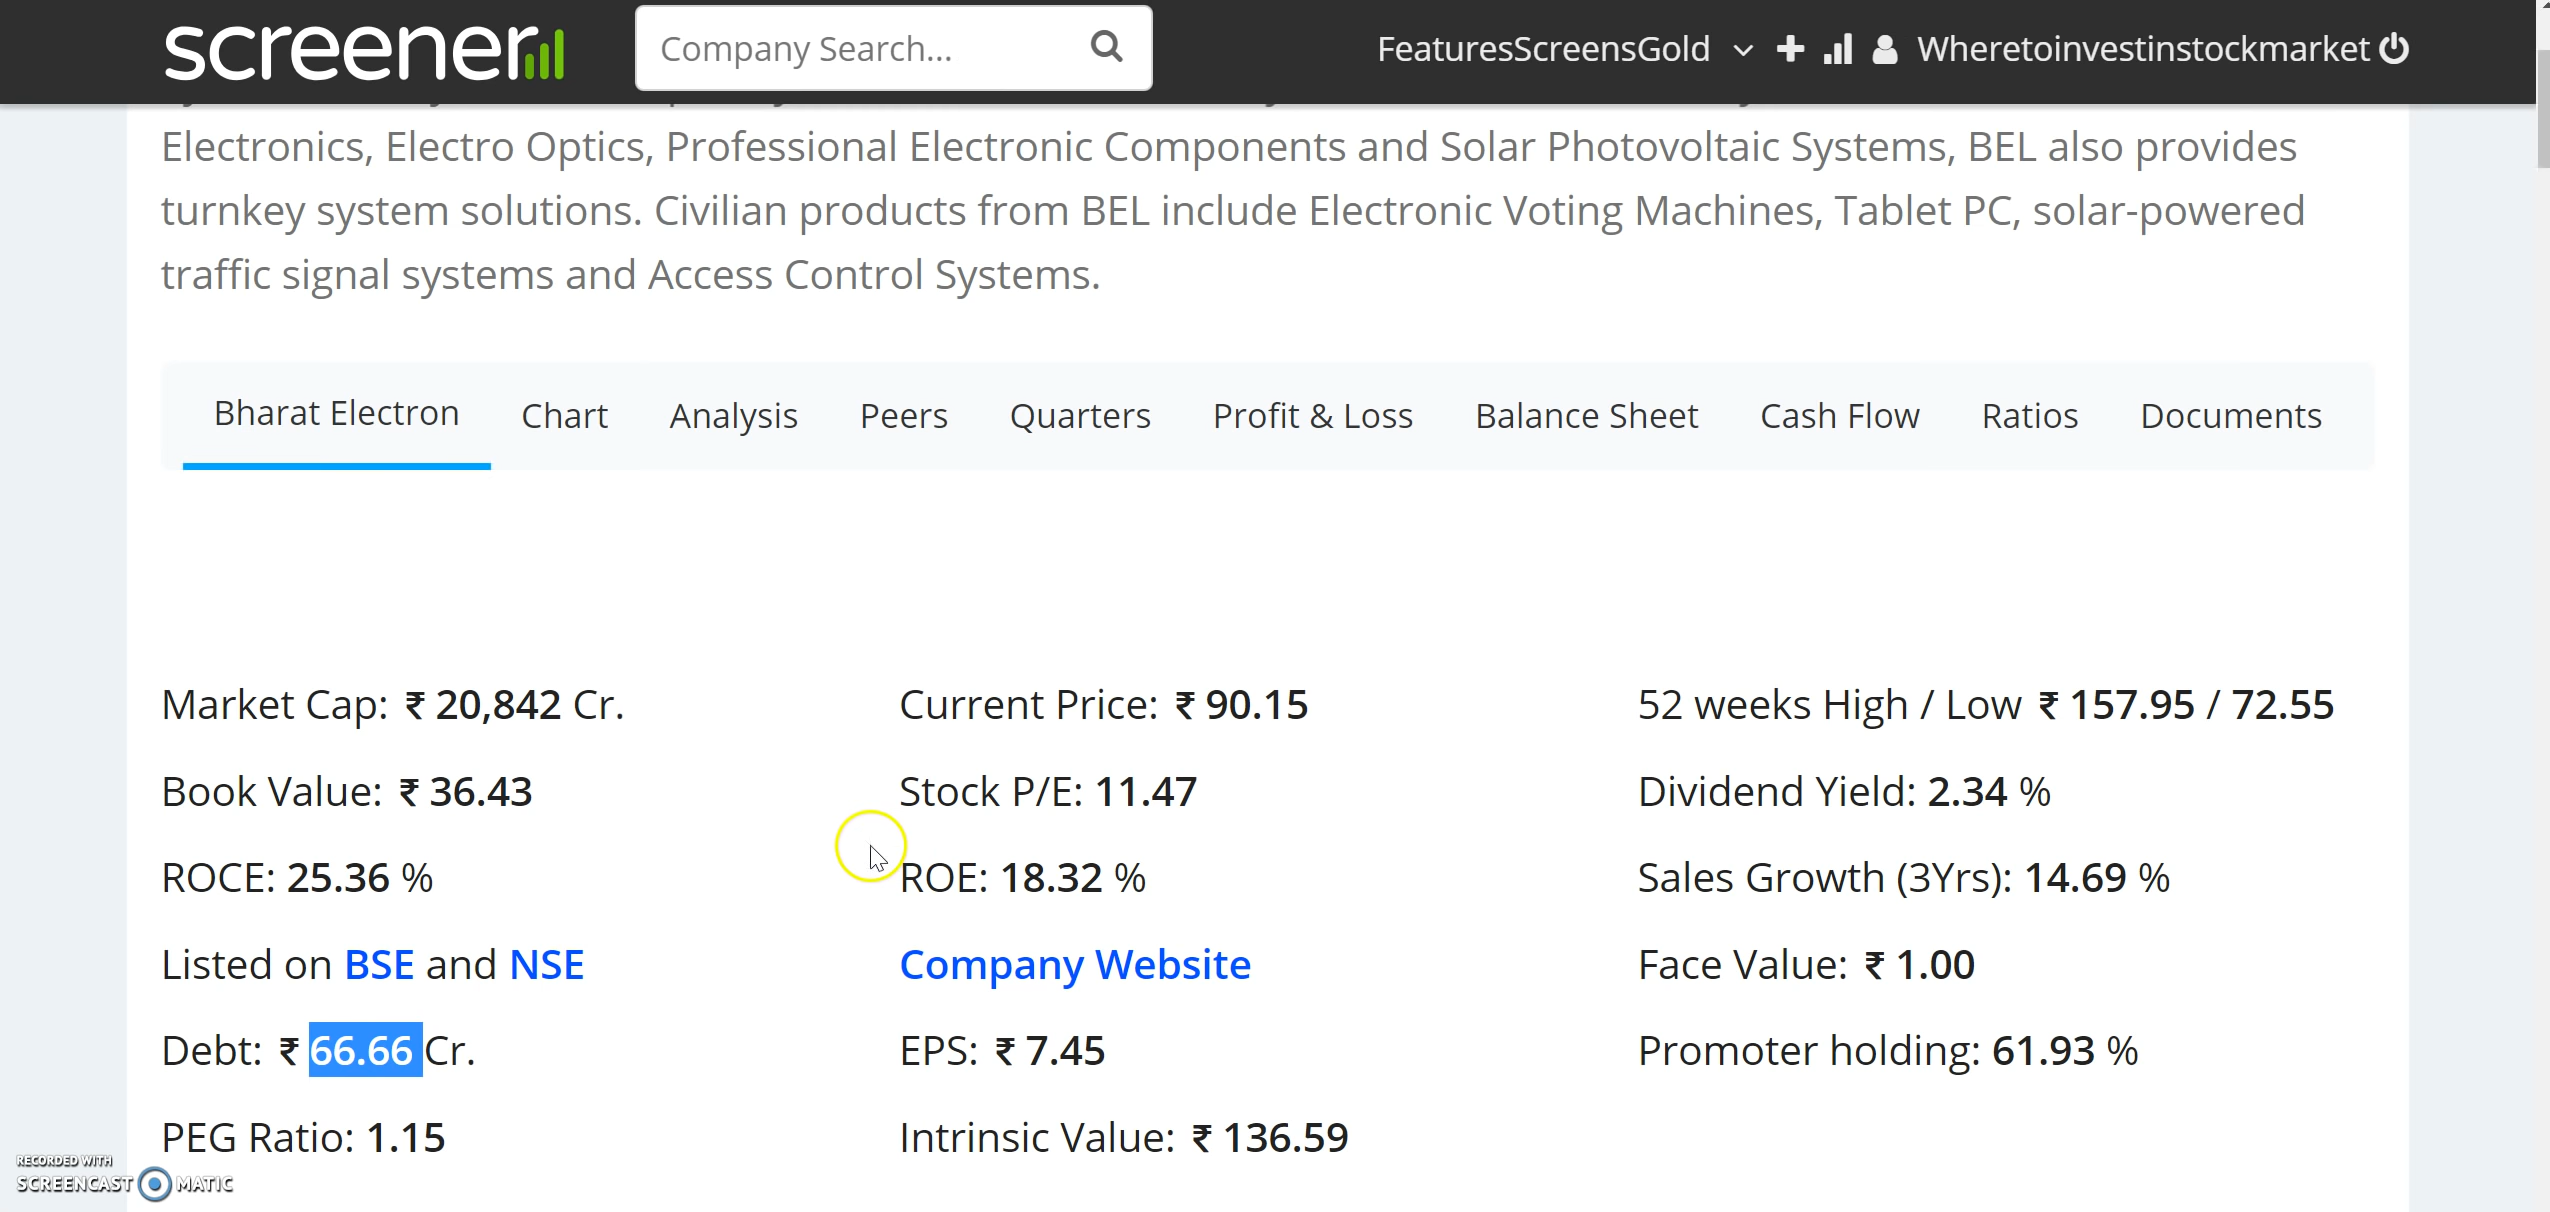 screener
Company Search...
FeaturesScreensGold
Wheretoinvestinstockmarket
Electronics, Electro Optics, Professional Electronic Components and Solar Photovoltaic Systems, BEL also provides
turnkey system solutions. Civilian products from BEL include Electronic Voting Machines, Tablet PC, solar-powered
traffic signal systems and Access Control Systems.
Bharat Electron Chart Analysis Peers Quarters Profit & Loss Balance Sheet Cash Flow Ratios Documents
Market Cap: ₹ 20,842 Cr.
Current Price: ₹ 90.15
52 weeks High / Low ₹ 157.95 / 72.55
Book Value: ₹ 36.43
Stock P/E: 11.47
Dividend Yield: 2.34 %
ROCE: 25.36 %
ROE: 18.32 %
Sales Growth (3Yrs): 14.69 %
Listed on BSE and NSE
Company Website
Face Value: ₹ 1.00
Debt: ₹ 66.66 Cr.
EPS: ₹ 7.45
Promoter holding: 61.93 %
PEG Ratio: 1.15
Intrinsic Value: ₹ 136.59
RECORDED WITH
SCREENCAST MATIC